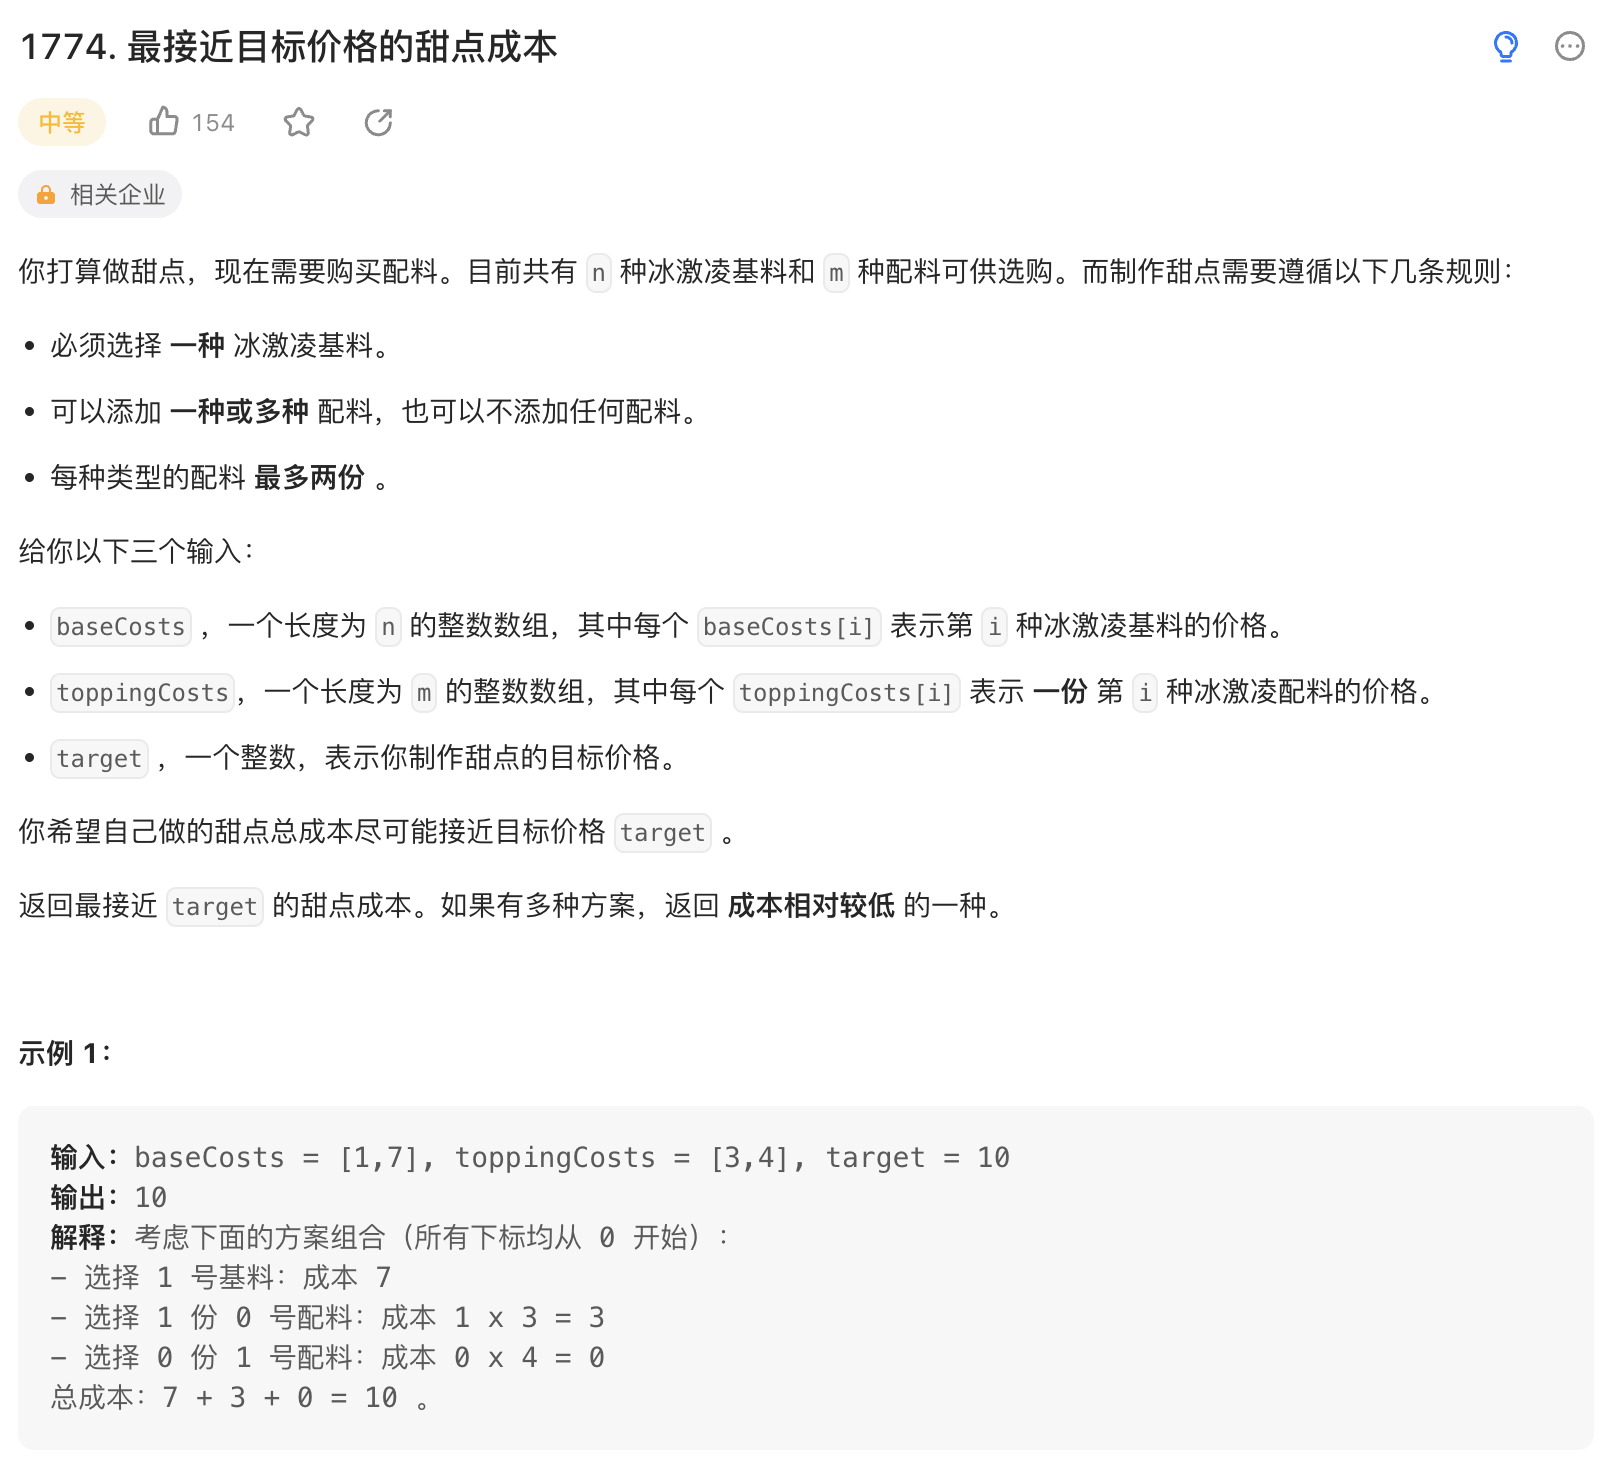 1774. 最接近目标价格的甜点成本
中等 154
相关企业
你打算做甜点，现在需要购买配料。目前共有 n 种冰激凌基料和 m 种配料可供选购。而制作甜点需要遵循以下几条规则：
• 必须选择 一种 冰激凌基料。
• 可以添加 一种或多种 配料，也可以不添加任何配料。
• 每种类型的配料 最多两份 。
给你以下三个输入：
• baseCosts ，一个长度为 n 的整数数组，其中每个 baseCosts[i] 表示第 i 种冰激凌基料的价格。
• toppingCosts，一个长度为 m 的整数数组，其中每个 toppingCosts[i] 表示 一份 第 i 种冰激凌配料的价格。
• target ，一个整数，表示你制作甜点的目标价格。
你希望自己做的甜点总成本尽可能接近目标价格 target 。
返回最接近 target 的甜点成本。如果有多种方案，返回 成本相对较低 的一种。
示例 1：
输入：baseCosts = [1,7], toppingCosts = [3,4], target = 10
输出：10
解释：考虑下面的方案组合（所有下标均从 0 开始）：
- 选择 1 号基料：成本 7
- 选择 1 份 0 号配料：成本 1 x 3 = 3
- 选择 0 份 1 号配料：成本 0 x 4 = 0
总成本：7 + 3 + 0 = 10 。